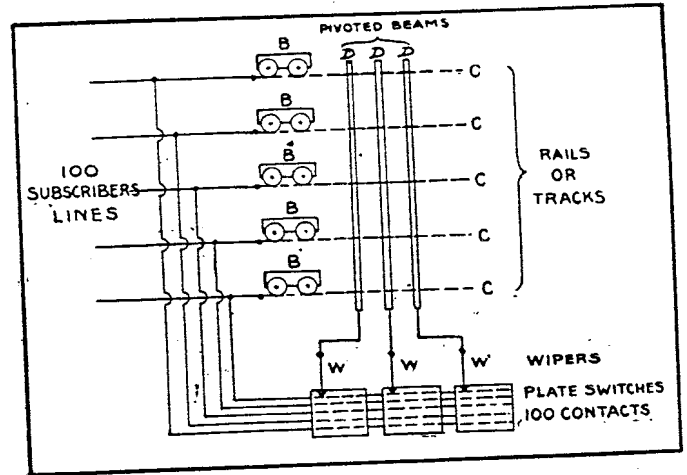 PIVOTED BEAMS
D D D
B
C
B
C
100
SUBSCRIBERS
LINES
B
C
RAILS
OR
TRACKS
B
C
B
C
W W W
WIPERS
PLATE SWITCHES
100 CONTACTS